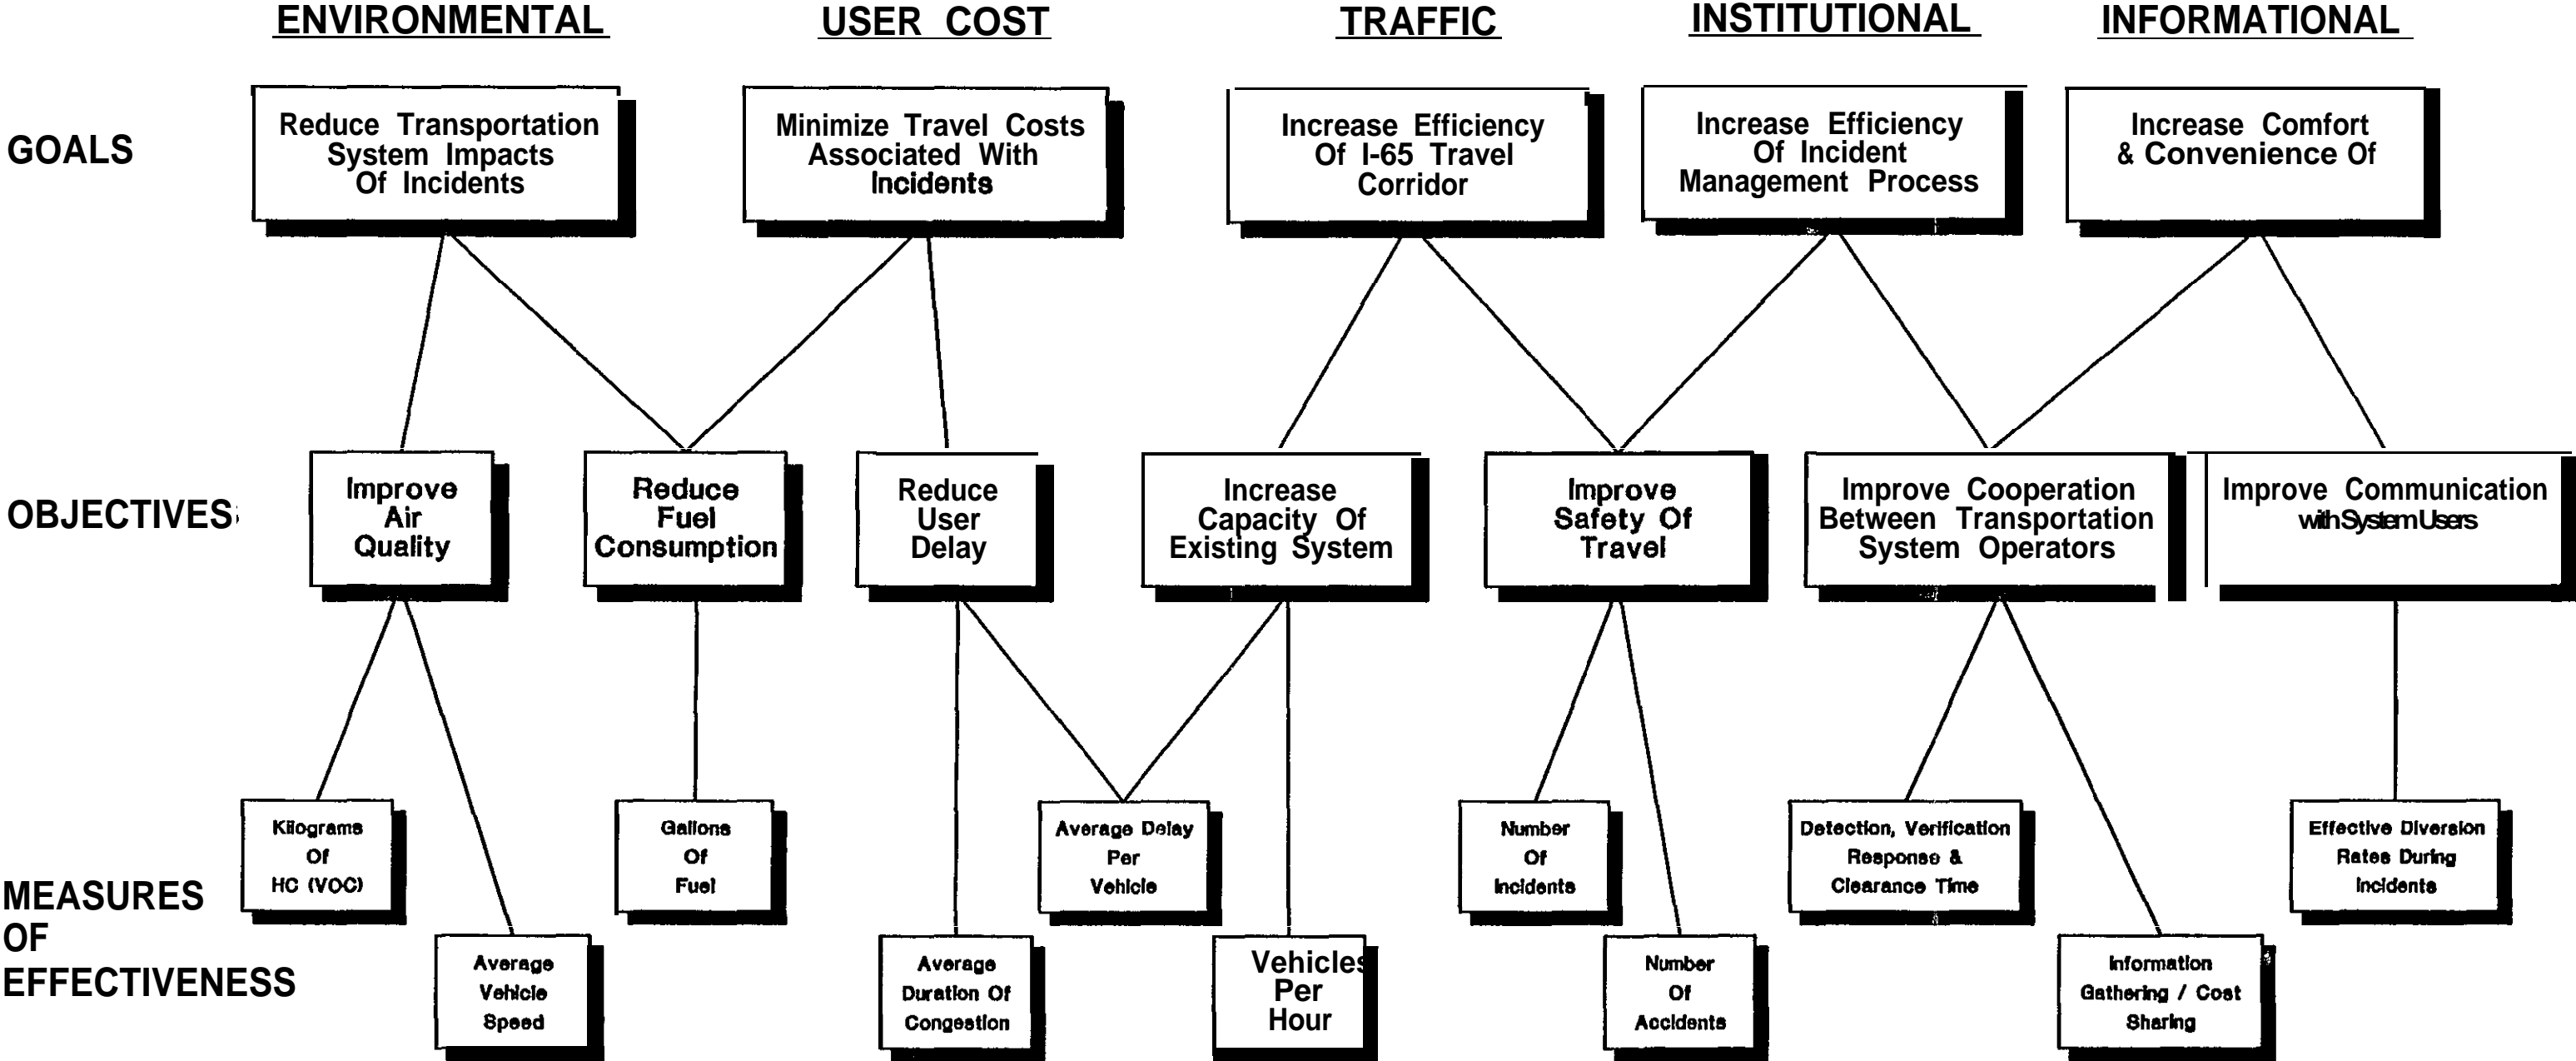 ENVIRONMENTAL
USER COST
TRAFFIC
INSTITUTIONAL
INFORMATIONAL
GOALS
Reduce Transportation
System Impacts
Of Incidents
Minimize Travel Costs
Associated With
Incidents
Increase Efficiency
Of I-65 Travel
Corridor
Increase Efficiency
Of Incident
Management Process
Increase Comfort
& Convenience Of
OBJECTIVES
Improve
Air
Quality
Reduce
Fuel
Consumption
Reduce
User
Delay
Increase
Capacity Of
Existing System
Improve
Safety Of
Travel
Improve Cooperation
Between Transportation
System Operators
Improve Communication
with System Users
MEASURES
OF
EFFECTIVENESS
Kilograms
Of
HC (VOC)
Average
Vehicle
Speed
Gallons
Of
Fuel
Average
Duration Of
Congestion
Average Delay
Per
Vehicle
Vehicles
Per
Hour
Number
Of
Incidents
Number
Of
Accidents
Detection, Verification
Response &
Clearance Time
Information
Gathering / Cost
Sharing
Effective Diversion
Rates During
Incidents